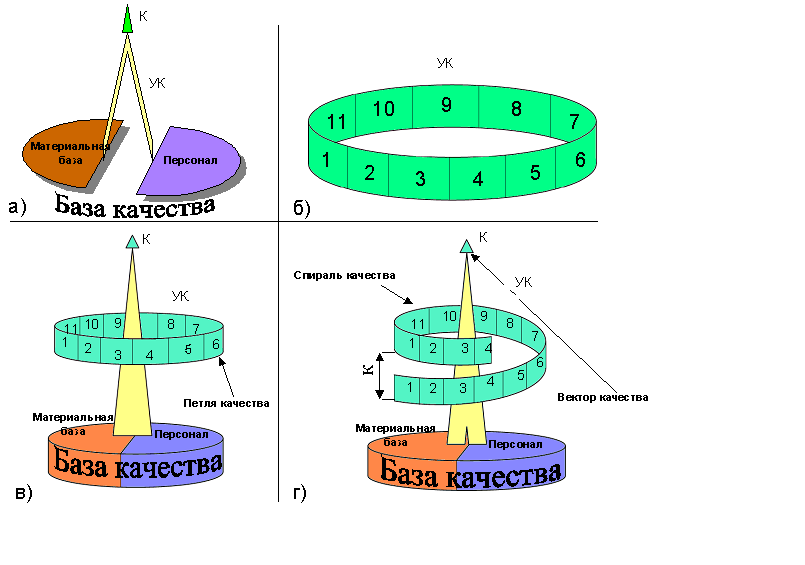 К
УК
Материальная
база
Персонал
База качества
а)
УК
11
10
9
8
7
1
2
3
4
5
6
б)
К
УК
11
10
9
8
7
1
2
3
4
5
6
Петля качества
Материальная
база
Персонал
База качества
в)
К
Спираль качества
УК
11
10
9
8
7
1
2
3
4
6
К
1
2
3
4
5
Вектор качества
Материальная
база
Персонал
База качества
г)